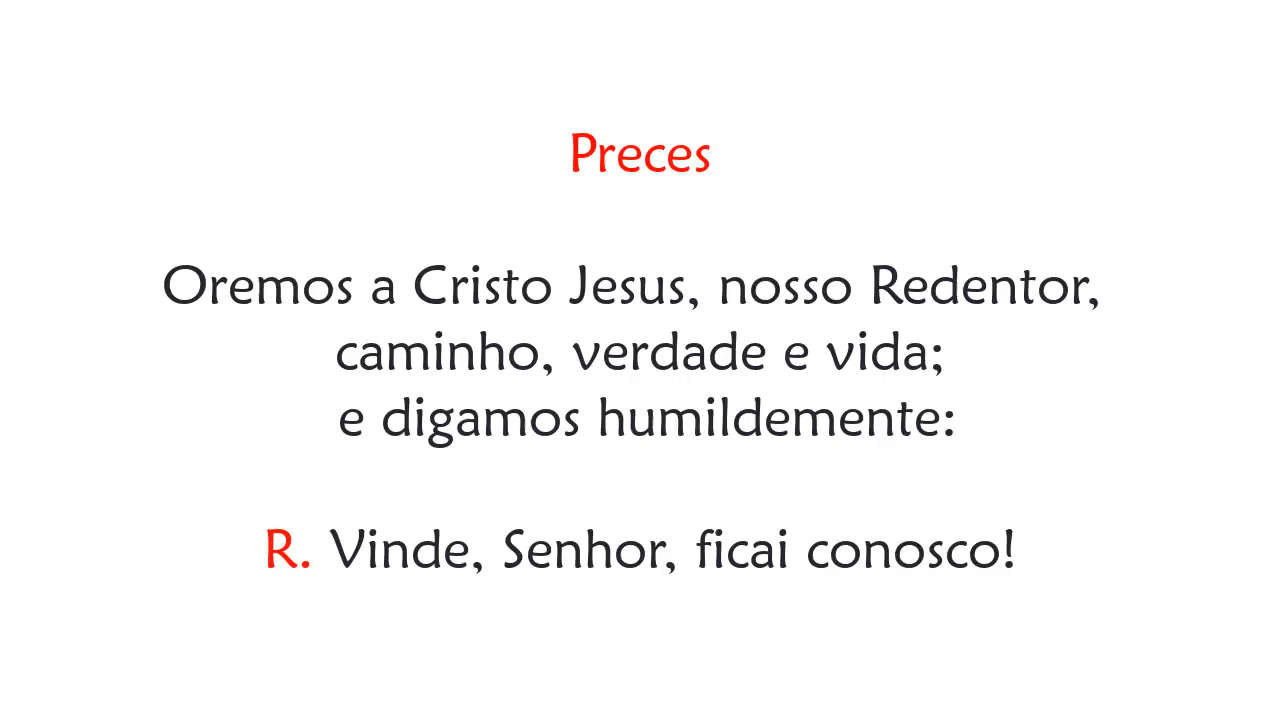 Preces
Oremos a Cristo Jesus, nosso Redentor,
caminho, verdade e vida;
e digamos humildemente:
R. Vinde, Senhor, ficai conosco!